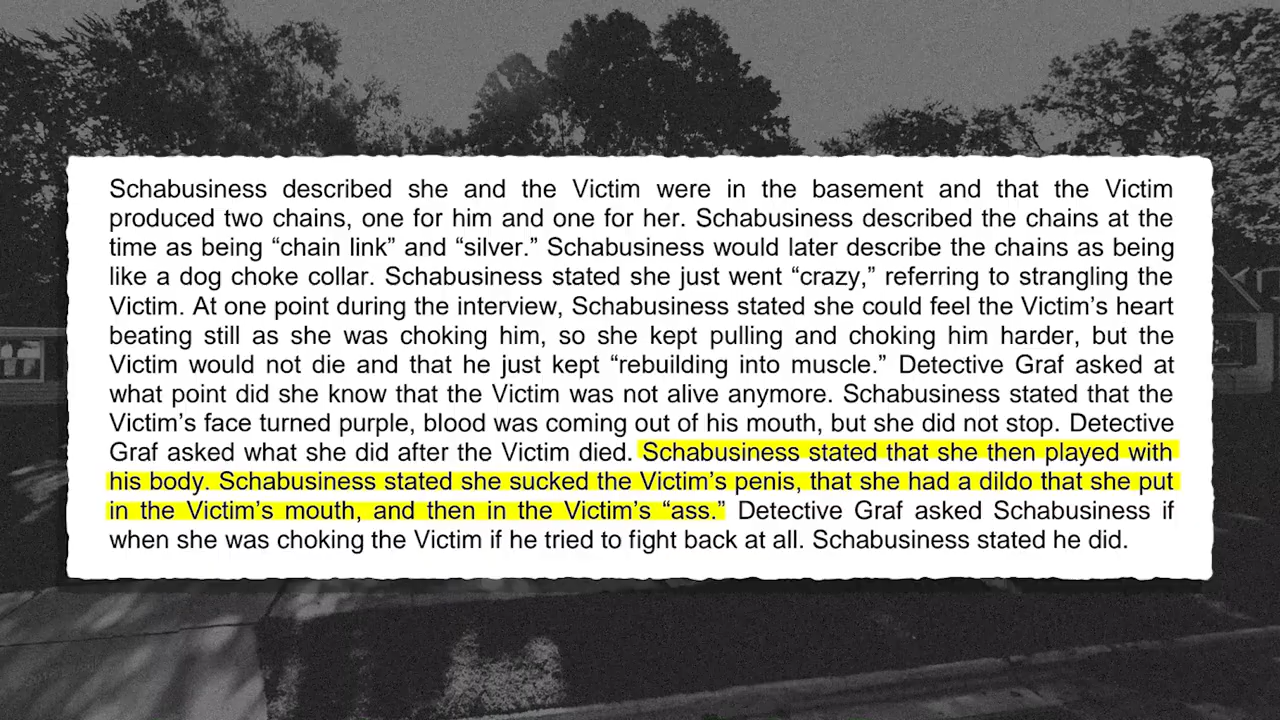 Schabusiness described she and the Victim were in the basement and that the Victim
produced two chains, one for him and one for her. Schabusiness described the chains at the
time as being “chain link” and “silver.” Schabusiness would later describe the chains as being
like a dog choke collar. Schabusiness stated she just went “crazy,” referring to strangling the
Victim. At one point during the interview, Schabusiness stated she could feel the Victim’s heart
beating still as she was choking him, so she kept pulling and choking him harder, but the
Victim would not die and that he just kept “rebuilding into muscle.” Detective Graf asked at
what point did she know that the Victim was not alive anymore. Schabusiness stated that the
Victim’s face turned purple, blood was coming out of his mouth, but she did not stop. Detective
Graf asked what she did after the Victim died. Schabusiness stated that she then played with
his body. Schabusiness stated she sucked the Victim’s penis, that she had a dildo that she put
in the Victim’s mouth, and then in the Victim’s “ass.” Detective Graf asked Schabusiness if
when she was choking the Victim if he tried to fight back at all. Schabusiness stated he did.